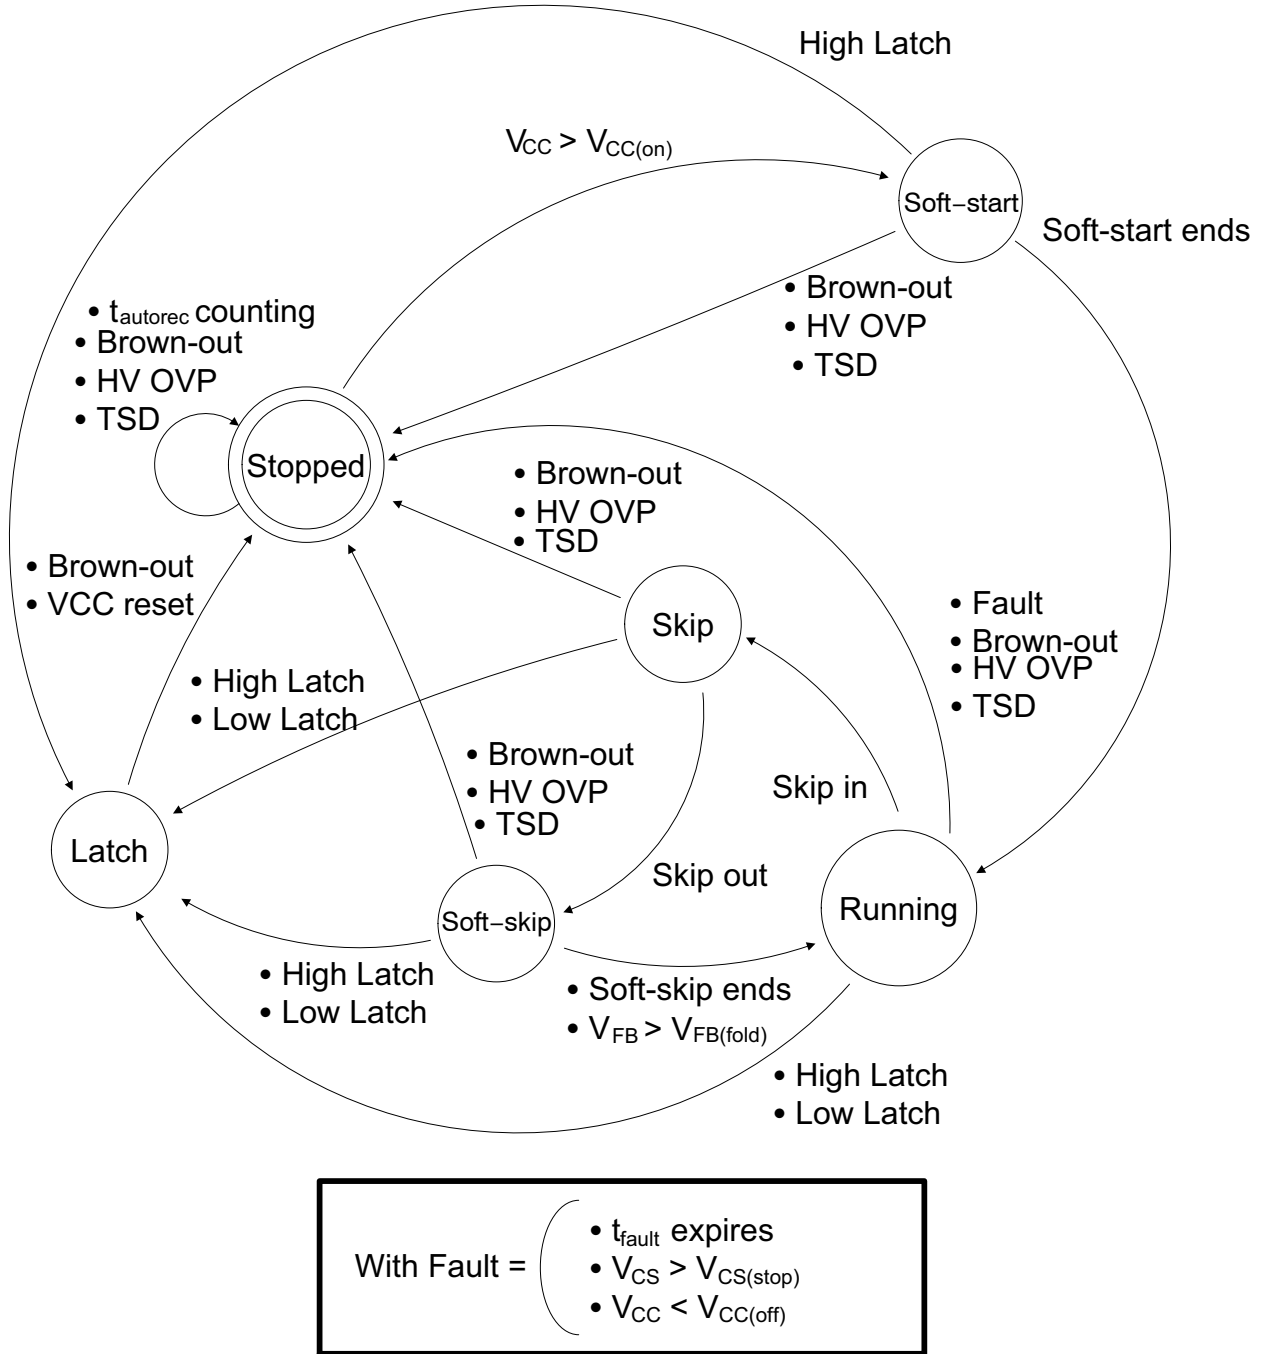 High Latch
VCC > VCC(on)
Soft−start
Soft-start ends
• Brown-out
• HV OVP
• TSD
• tautorec counting
• Brown-out
• HV OVP
• TSD
Stopped
• Brown-out
• HV OVP
• TSD
• Brown-out
• VCC reset
Skip
• Fault
• Brown-out
• HV OVP
• TSD
• High Latch
• Low Latch
• Brown-out
• HV OVP
• TSD
Skip in
Latch
Skip out
Running
Soft−skip
• High Latch
• Low Latch
• Soft-skip ends
• VFB > VFB(fold)
• High Latch
• Low Latch
With Fault =
• tfault expires
• VCS > VCS(stop)
• VCC < VCC(off)